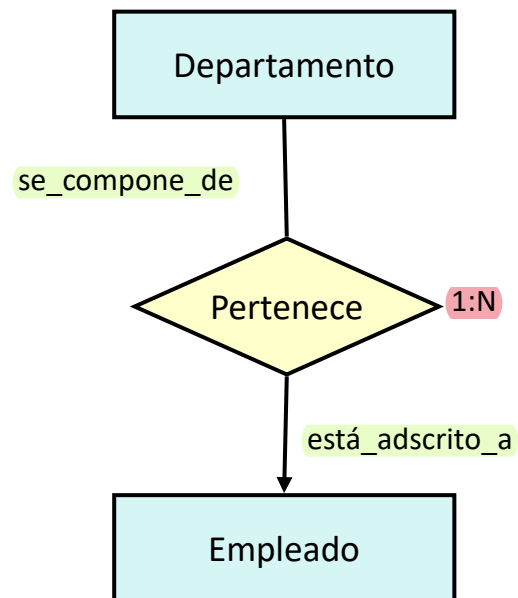 Departamento
se_compone_de
Pertenece
1:N
está_adscrito_a
Empleado